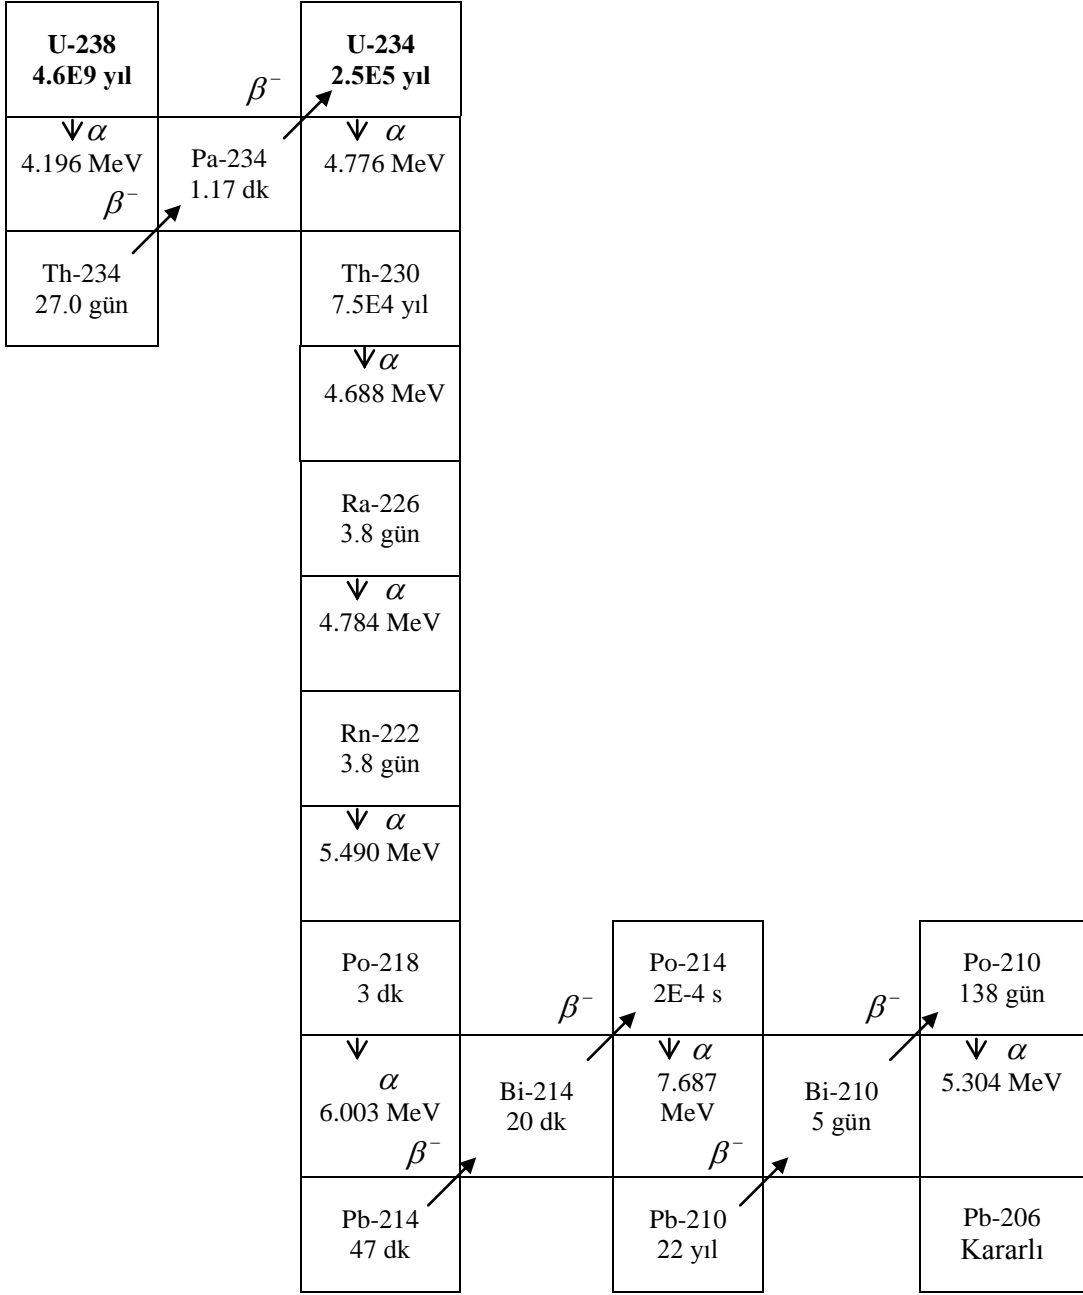 U-238
4.6E9 yıl
β⁻
U-234
2.5E5 yıl
α
4.196 MeV
β⁻
Pa-234
1.17 dk
α
4.776 MeV
Th-234
27.0 gün
Th-230
7.5E4 yıl
α
4.688 MeV
Ra-226
3.8 gün
α
4.784 MeV
Rn-222
3.8 gün
α
5.490 MeV
Po-218
3 dk
β⁻
Po-214
2E-4 s
β⁻
Po-210
138 gün
α
6.003 MeV
β⁻
Bi-214
20 dk
α
7.687
MeV
β⁻
Bi-210
5 gün
α
5.304 MeV
Pb-214
47 dk
Pb-210
22 yıl
Pb-206
Kararlı